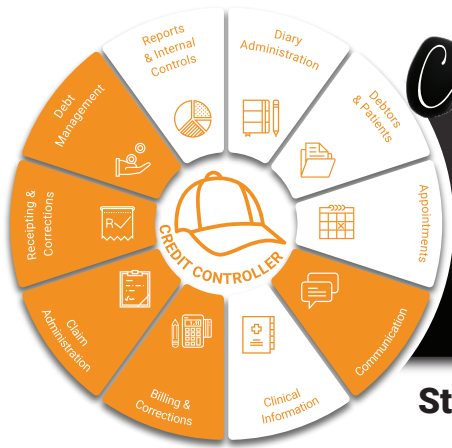 Reports
& Internal
Controls
Diary
Administration
Debtors
& Patients
Appointments
Communication
Clinical
Information
Billing &
Corrections
Claim
Administration
Receipting &
Corrections
Debt
Management
CREDIT CONTROLLER
R
C
St